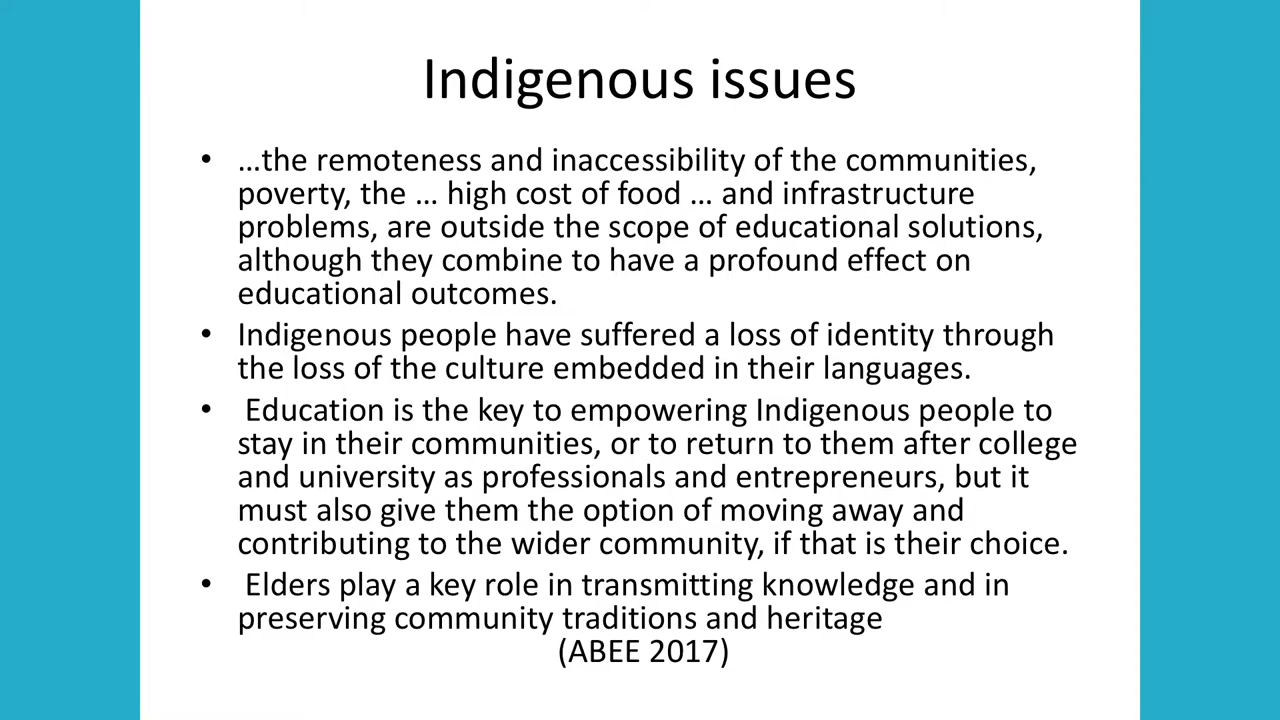 Indigenous issues
• …the remoteness and inaccessibility of the communities,
poverty, the … high cost of food … and infrastructure
problems, are outside the scope of educational solutions,
although they combine to have a profound effect on
educational outcomes.
• Indigenous people have suffered a loss of identity through
the loss of the culture embedded in their languages.
• Education is the key to empowering Indigenous people to
stay in their communities, or to return to them after college
and university as professionals and entrepreneurs, but it
must also give them the option of moving away and
contributing to the wider community, if that is their choice.
• Elders play a key role in transmitting knowledge and in
preserving community traditions and heritage
(ABEE 2017)